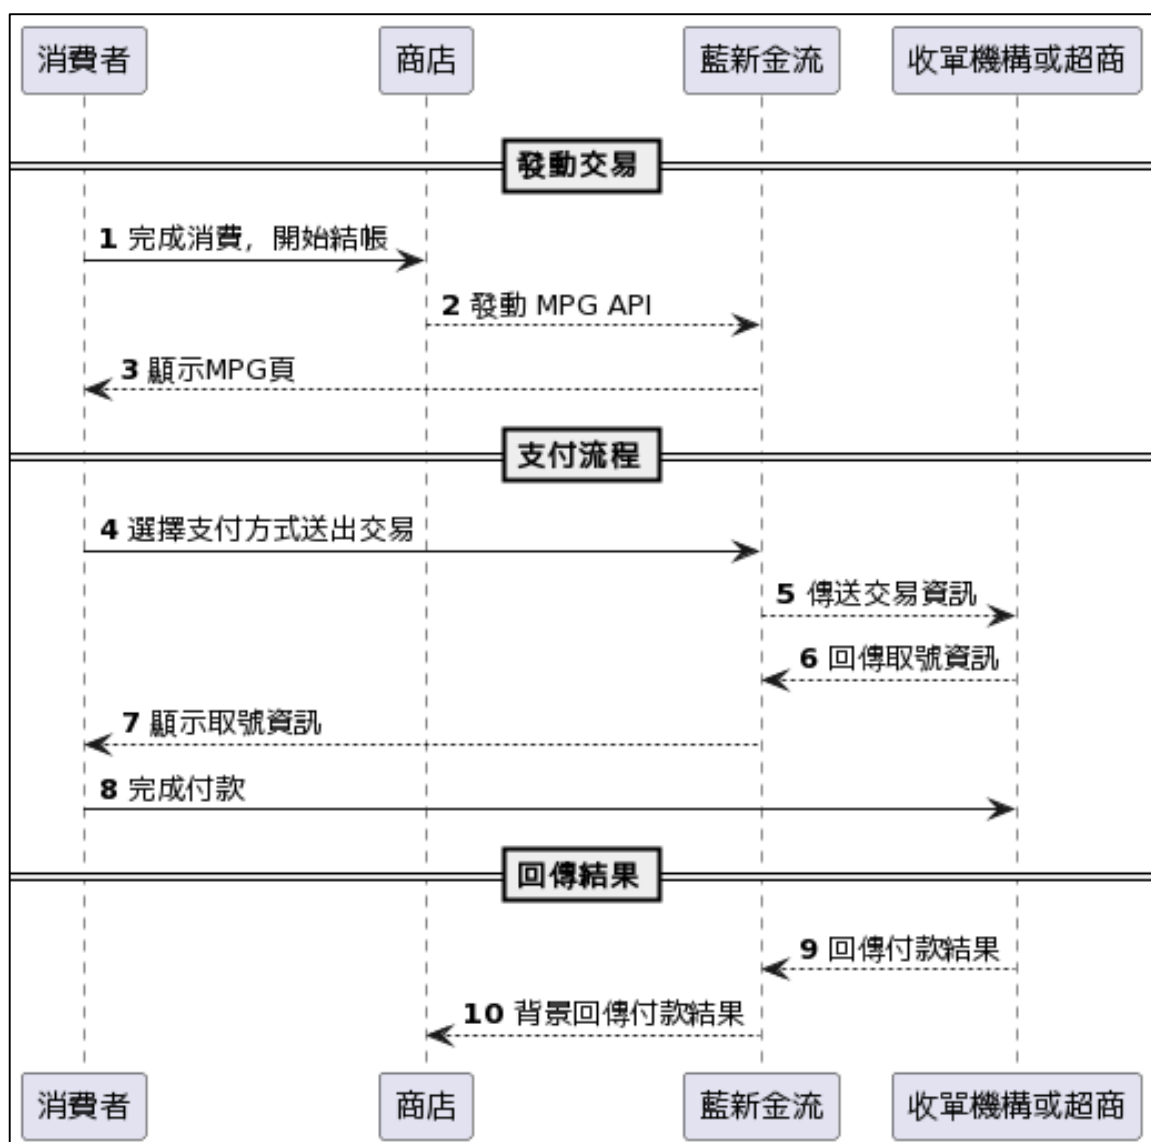 消費者 商店 藍新金流 收單機構或超商
發動交易
1 完成消費，開始結帳
2 發動 MPG API
3 顯示MPG頁
支付流程
4 選擇支付方式送出交易
5 傳送交易資訊
6 回傳取號資訊
7 顯示取號資訊
8 完成付款
回傳結果
9 回傳付款結果
10 背景回傳付款結果
消費者 商店 藍新金流 收單機構或超商